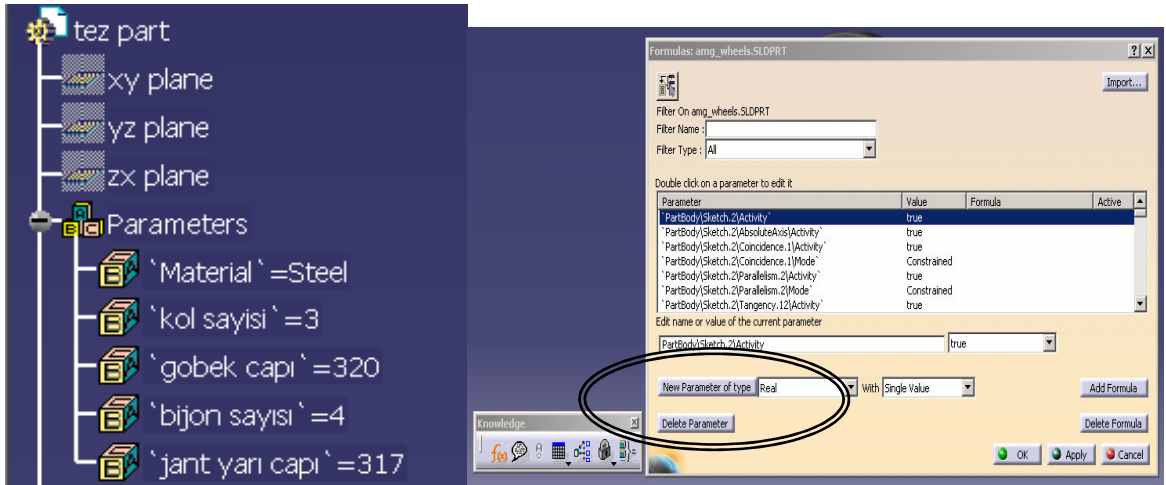 tez part
xy plane
yz plane
zx plane
Parameters
`Material`=Steel
`kol sayisi`=3
`gobek capı`=320
`bijon sayısı`=4
`jant yarı capı`=317
Formulas: amg_wheels.SLDPRT
Import...
Filter On amg_wheels.SLDPRT
Filter Name :
Filter Type : All
Double click on a parameter to edit it
Parameter Value Formula Active
`PartBody\Sketch.2\Activity` true
`PartBody\Sketch.2\AbsoluteAxis\Activity` true
`PartBody\Sketch.2\Coincidence.1\Activity` true
`PartBody\Sketch.2\Coincidence.1\Mode` Constrained
`PartBody\Sketch.2\Parallelism.2\Activity` true
`PartBody\Sketch.2\Parallelism.2\Mode` Constrained
`PartBody\Sketch.2\Tangency.12\Activity` true
Edit name or value of the current parameter
PartBody\Sketch.2\Activity true
New Parameter of type Real With Single Value Add Formula
Delete Parameter Delete Formula
OK Apply Cancel
Knowledge
f(x)